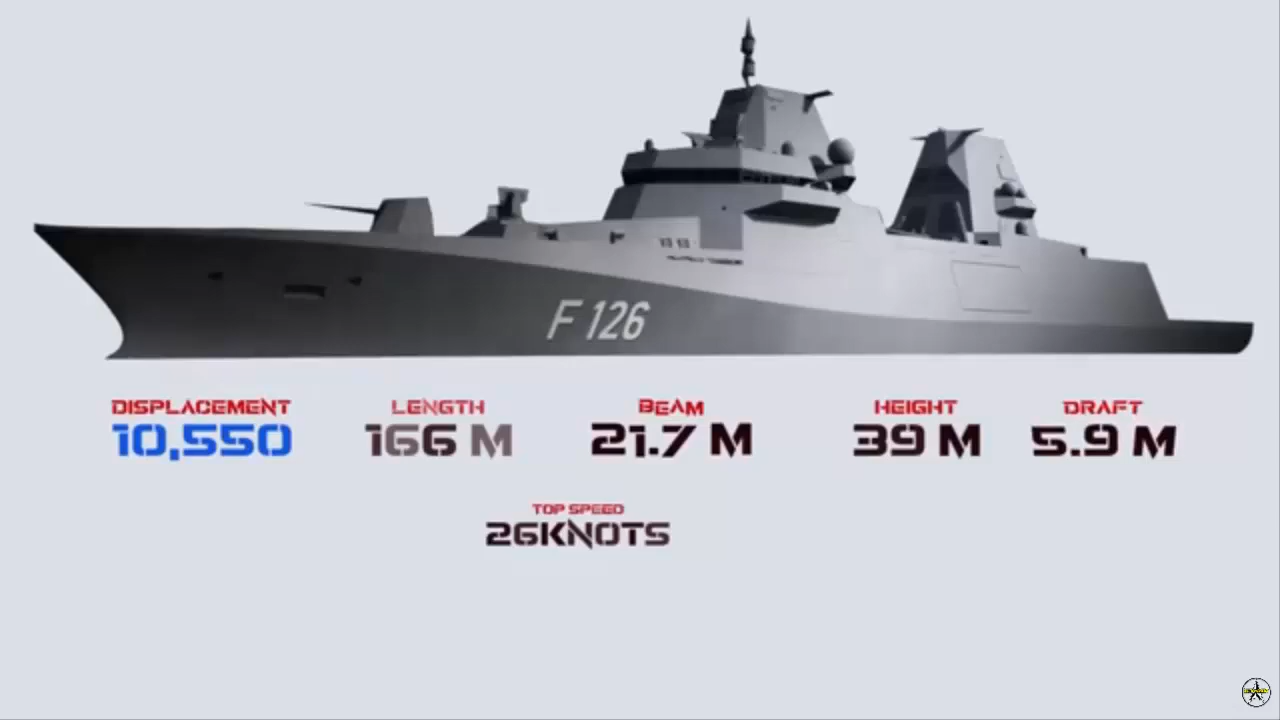 F 126
DISPLACEMENT
10,550
LENGTH
166 M
BEAM
21.7 M
HEIGHT
39 M
DRAFT
5.9 M
TOP SPEED
26KNOTS